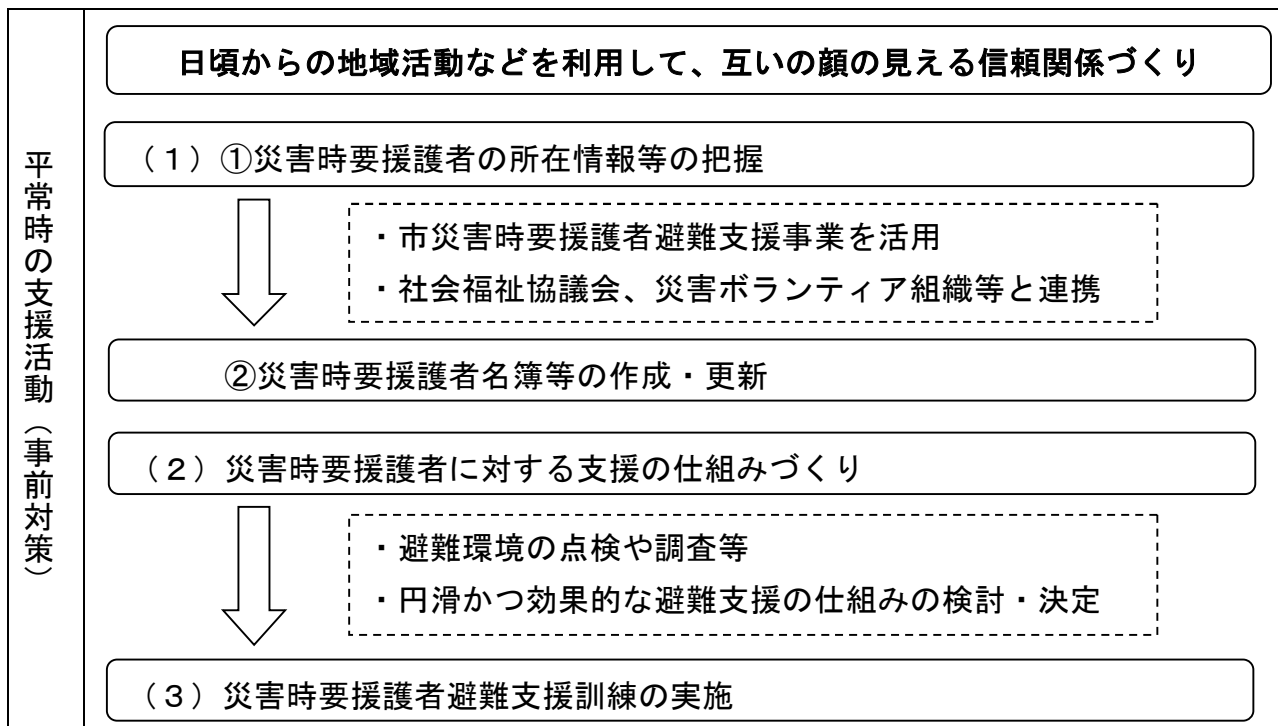 日頃からの地域活動などを利用して、互いの顔の見える信頼関係づくり
平常時の支援活動（事前対策）
（１）①災害時要援護者の所在情報等の把握
・市災害時要援護者避難支援事業を活用
・社会福祉協議会、災害ボランティア組織等と連携
②災害時要援護者名簿等の作成・更新
（２）災害時要援護者に対する支援の仕組みづくり
・避難環境の点検や調査等
・円滑かつ効果的な避難支援の仕組みの検討・決定
（３）災害時要援護者避難支援訓練の実施